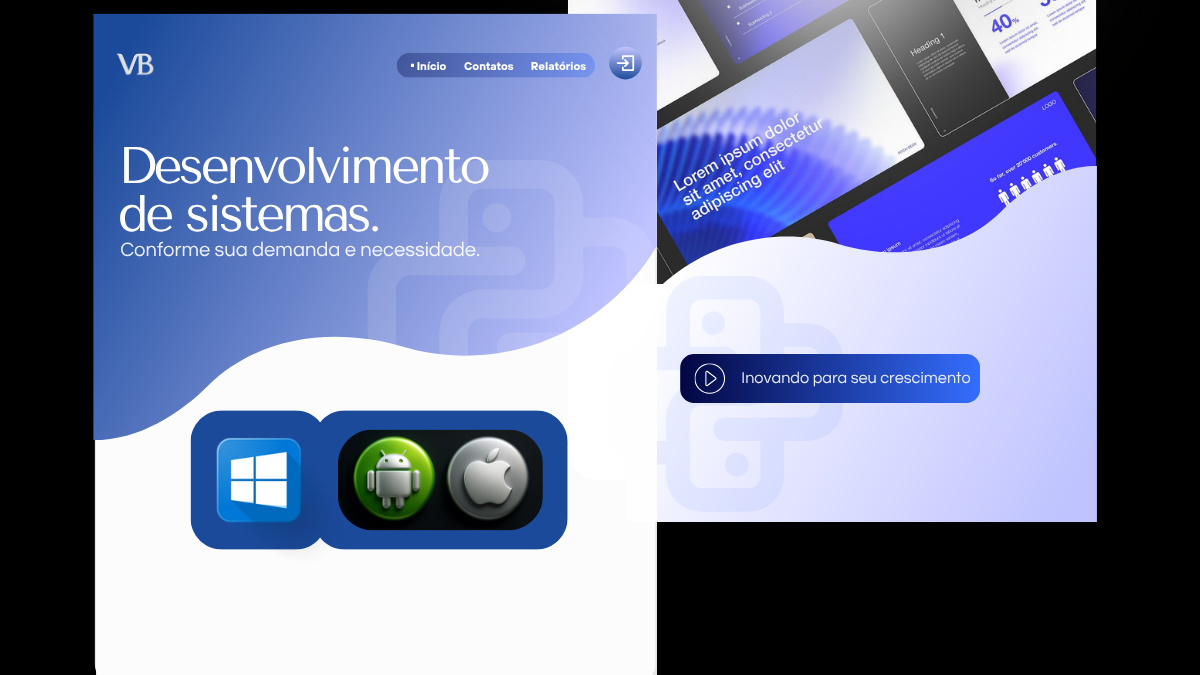 VB
Início
Contatos
Relatórios
Desenvolvimento
de sistemas.
Conforme sua demanda e necessidade.
Heading 1
40%
LOGO
Lorem ipsum dolor
sit amet, consectetur
adipiscing elit
So far, over 20'000 customers.
Inovando para seu crescimento